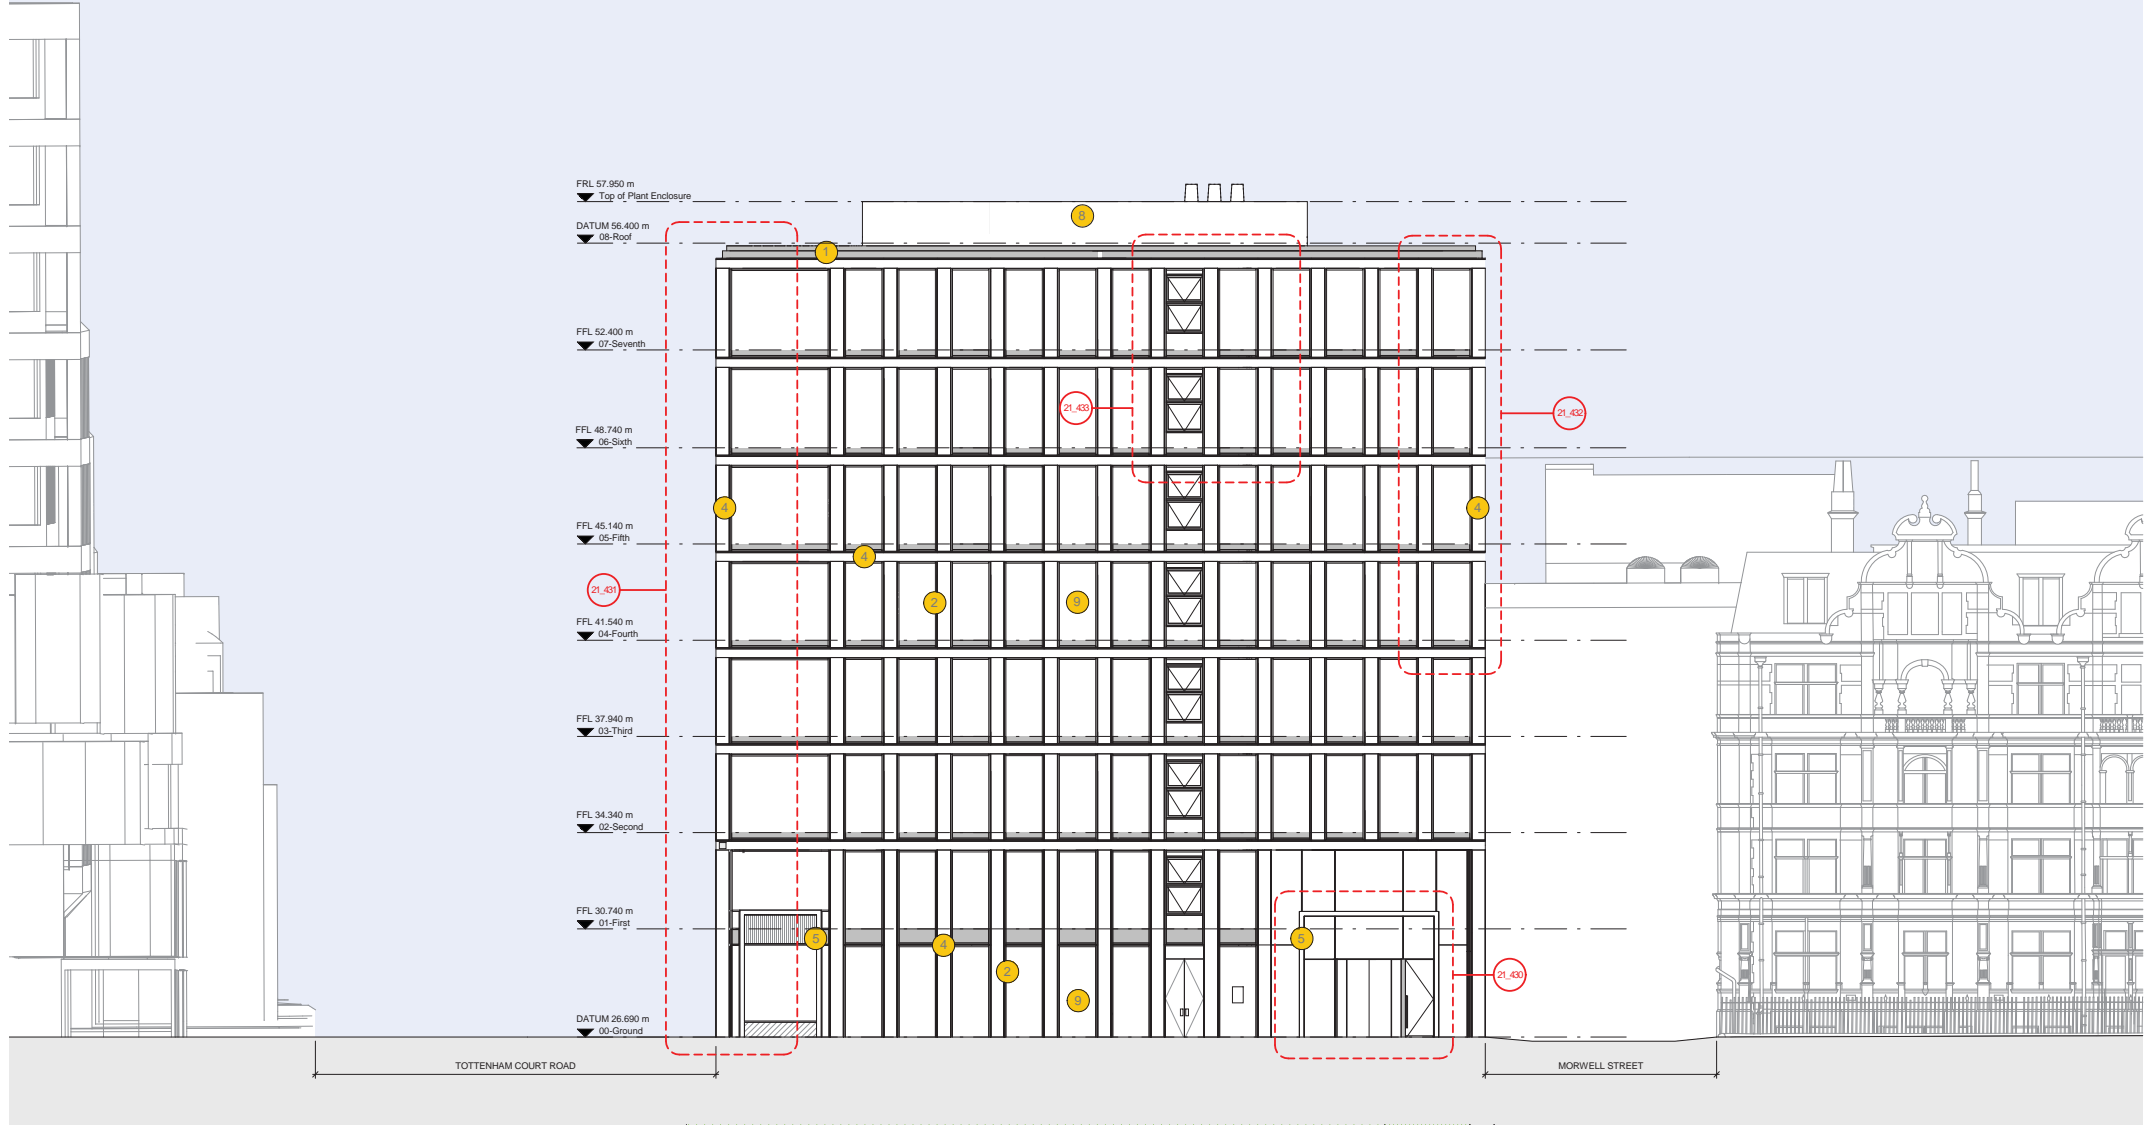 FRL 57.950 m
Top of Plant Enclosure
8
DATUM 56.400 m
08-Roof
1
FFL 52.400 m
07-Seventh
21_433
21_432
FFL 48.740 m
06-Sixth
4
4
FFL 45.140 m
05-Fifth
4
21_431
2
9
FFL 41.540 m
04-Fourth
FFL 37.940 m
03-Third
FFL 34.340 m
02-Second
FFL 30.740 m
01-First
5
4
5
2
21_430
9
DATUM 26.690 m
00-Ground
TOTTENHAM COURT ROAD
MORWELL STREET